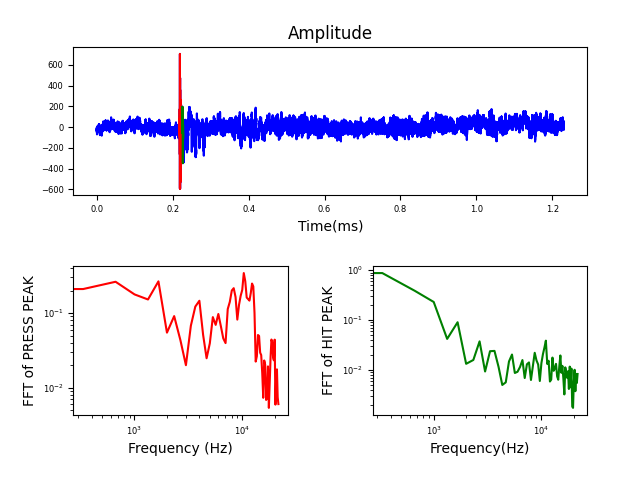 Amplitude
600
400
200
0
−200
−400
−600
0.0 0.2 0.4 0.6 0.8 1.0 1.2
Time(ms)
FFT of PRESS PEAK
10⁻¹
10⁻²
10³ 10⁴
Frequency (Hz)
FFT of HIT PEAK
10⁰
10⁻¹
10⁻²
10³ 10⁴
Frequency(Hz)